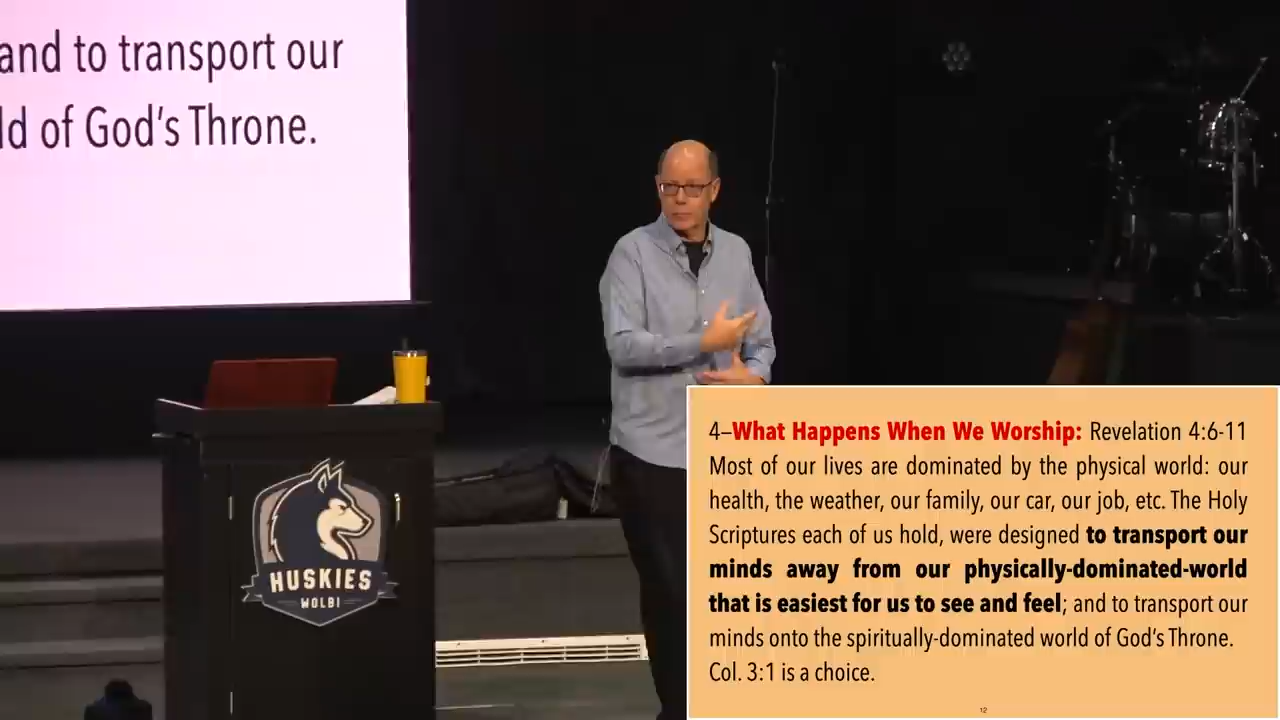 and to transport our
ld of God's Throne.
HUSKIES
WOLBI
4–What Happens When We Worship: Revelation 4:6-11
Most of our lives are dominated by the physical world: our
health, the weather, our family, our car, our job, etc. The Holy
Scriptures each of us hold, were designed to transport our
minds away from our physically-dominated-world
that is easiest for us to see and feel; and to transport our
minds onto the spiritually-dominated world of God's Throne.
Col. 3:1 is a choice.
12